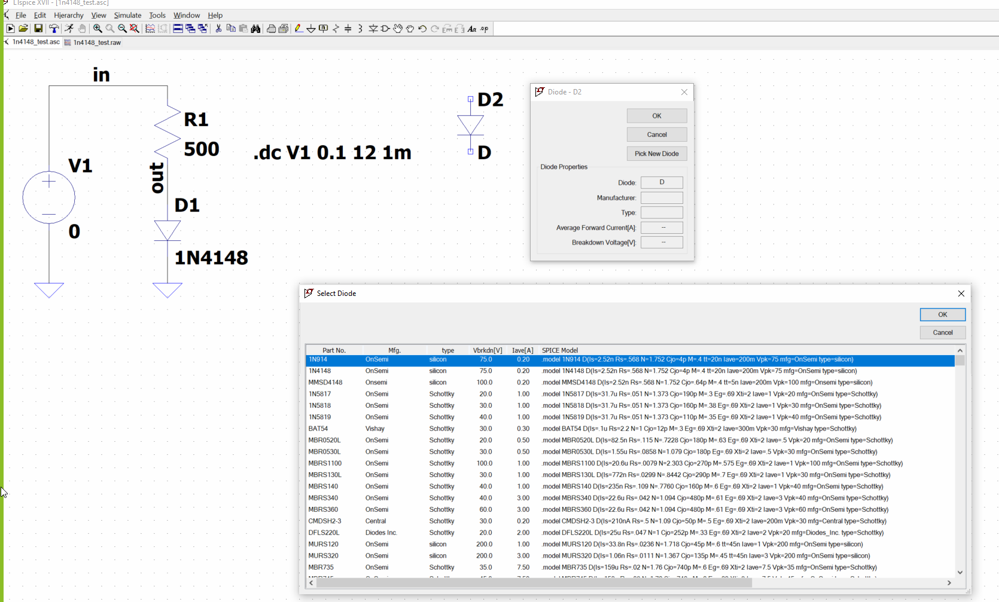 LTspice XVII - [1n4148_test.asc]
File Edit Hierarchy View Simulate Tools Window Help
Aa .op
1n4148_test.asc 1n4148_test.raw
in
R1
500
out
V1
0
D1
1N4148
.dc V1 0.1 12 1m
D2
D
Diode - D2
OK
Cancel
Pick New Diode
Diode Properties
Diode: D
Manufacturer:
Type:
Average Forward Current[A]: --
Breakdown Voltage[V]: --
Select Diode
OK
Cancel
Part No. Mfg. type Vbrkdn[V] Iave[A] SPICE Model
1N914 OnSemi silicon 75.0 0.20 .model 1N914 D(Is=2.52n Rs=.568 N=1.752 Cjo=4p M=.4 tt=20n Iave=200m Vpk=75 mfg=OnSemi type=silicon)
1N4148 OnSemi silicon 75.0 0.20 .model 1N4148 D(Is=2.52n Rs=.568 N=1.752 Cjo=4p M=.4 tt=20n Iave=200m Vpk=75 mfg=OnSemi type=silicon)
MMSD4148 Onsemi silicon 100.0 0.20 .model MMSD4148 D(Is=2.52n Rs=.568 N=1.752 Cjo=.64p M=.4 tt=5n Iave=200m Vpk=100 mfg=Onsemi type=silicon)
1N5817 OnSemi Schottky 20.0 1.00 .model 1N5817 D(Is=31.7u Rs=.051 N=1.373 Cjo=190p M=.3 Eg=.69 Xti=2 Iave=1 Vpk=20 mfg=OnSemi type=Schottky)
1N5818 OnSemi Schottky 30.0 1.00 .model 1N5818 D(Is=31.7u Rs=.051 N=1.373 Cjo=160p M=.38 Eg=.69 Xti=2 Iave=1 Vpk=30 mfg=OnSemi type=Schottky)
1N5819 OnSemi Schottky 40.0 1.00 .model 1N5819 D(Is=31.7u Rs=.051 N=1.373 Cjo=110p M=.35 Eg=.69 Xti=2 Iave=1 Vpk=40 mfg=OnSemi type=Schottky)
BAT54 Vishay Schottky 30.0 0.30 .model BAT54 D(Is=.1u Rs=2.2 N=1 Cjo=12p M=.3 Eg=.69 Xti=2 Iave=300m Vpk=30 mfg=Vishay type=Schottky)
MBR0520L OnSemi Schottky 20.0 0.50 .model MBR0520L D(Is=82.5n Rs=.115 N=.7228 Cjo=180p M=.63 Eg=.69 Xti=2 Iave=.5 Vpk=20 mfg=OnSemi type=Schottky)
MBR0530L OnSemi Schottky 30.0 0.50 .model MBR0530L D(Is=1.55u Rs=.0858 N=1.079 Cjo=180p Eg=.69 Xti=2 Iave=.5 Vpk=30 mfg=OnSemi type=Schottky)
MBRS1100 OnSemi Schottky 100.0 1.00 .model MBRS1100 D(Is=20.6u Rs=.0079 N=2.303 Cjo=270p M=.575 Eg=.69 Xti=2 Iave=1 Vpk=100 mfg=OnSemi type=Schottky)
MBRS130L OnSemi Schottky 30.0 1.00 .model MBRS130L D(Is=772n Rs=.0299 N=.8442 Cjo=290p M=.7 Eg=.69 Xti=2 Iave=1 Vpk=30 mfg=OnSemi type=Schottky)
MBRS140 OnSemi Schottky 40.0 1.00 .model MBRS140 D(Is=235n Rs=.109 N=.7760 Cjo=160p M=.6 Eg=.69 Xti=2 Iave=1 Vpk=40 mfg=OnSemi type=Schottky)
MBRS340 OnSemi Schottky 40.0 3.00 .model MBRS340 D(Is=22.6u Rs=.042 N=1.094 Cjo=480p M=.61 Eg=.69 Xti=2 Iave=3 Vpk=40 mfg=OnSemi type=Schottky)
MBRS360 OnSemi Schottky 60.0 3.00 .model MBRS360 D(Is=22.6u Rs=.042 N=1.094 Cjo=480p M=.61 Eg=.69 Xti=2 Iave=3 Vpk=60 mfg=OnSemi type=Schottky)
CMDSH2-3 Central Schottky 30.0 0.20 .model CMDSH2-3 D(Is=210nA Rs=.5 N=1.09 Cjo=50p M=.5 Eg=.69 Xti=2 Iave=200m Vpk=30 mfg=Central type=Schottky)
DFLS220L Diodes Inc. Schottky 20.0 2.00 .model DFLS220L D(Is=25u Rs=.047 N=1 Cjo=252p M=.33 Eg=.69 Xti=2 Iave=2 Vpk=20 mfg=Diodes_Inc. type=Schottky)
MURS120 OnSemi silicon 200.0 1.00 .model MURS120 D(Is=33.8n Rs=.0236 N=1.718 Cjo=45p M=.6 tt=45n Iave=1 Vpk=200 mfg=OnSemi type=silicon)
MURS320 OnSemi silicon 200.0 3.00 .model MURS320 D(Is=1.06n Rs=.0111 N=1.367 Cjo=135p M=.45 tt=45n Iave=3 Vpk=200 mfg=OnSemi type=silicon)
MBR735 OnSemi Schottky 35.0 7.50 .model MBR735 D(Is=159u Rs=.02 N=1.76 Cjo=740p M=.6 Eg=.69 Xti=2 Iave=7.5 Vpk=35 mfg=OnSemi type=Schottky)